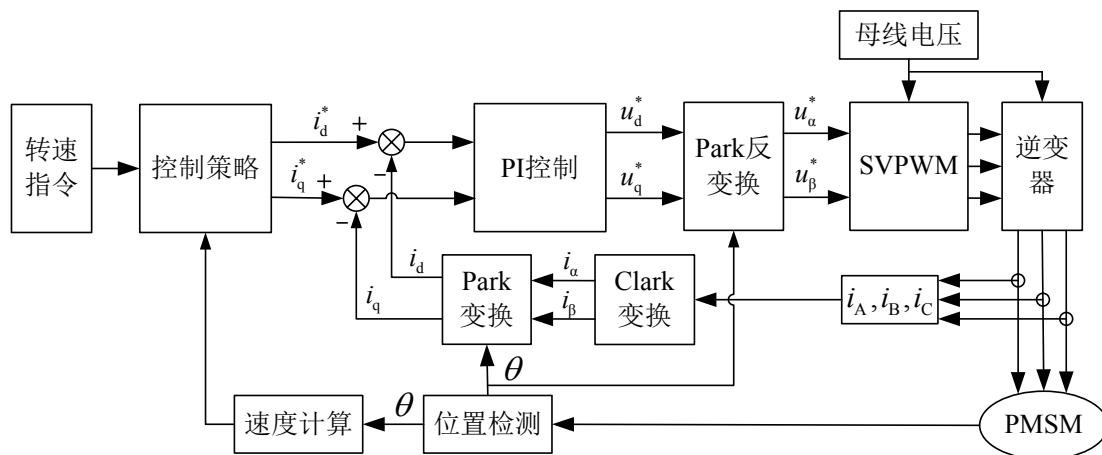 母线电压
转速
指令
控制策略
i*d
+
−
i*q
+
−
PI控制
u*d
u*q
Park反
变换
u*α
u*β
SVPWM
逆变
器
id
iq
Park
变换
iα
iβ
Clark
变换
iA,iB,iC
θ
速度计算
θ
位置检测
PMSM